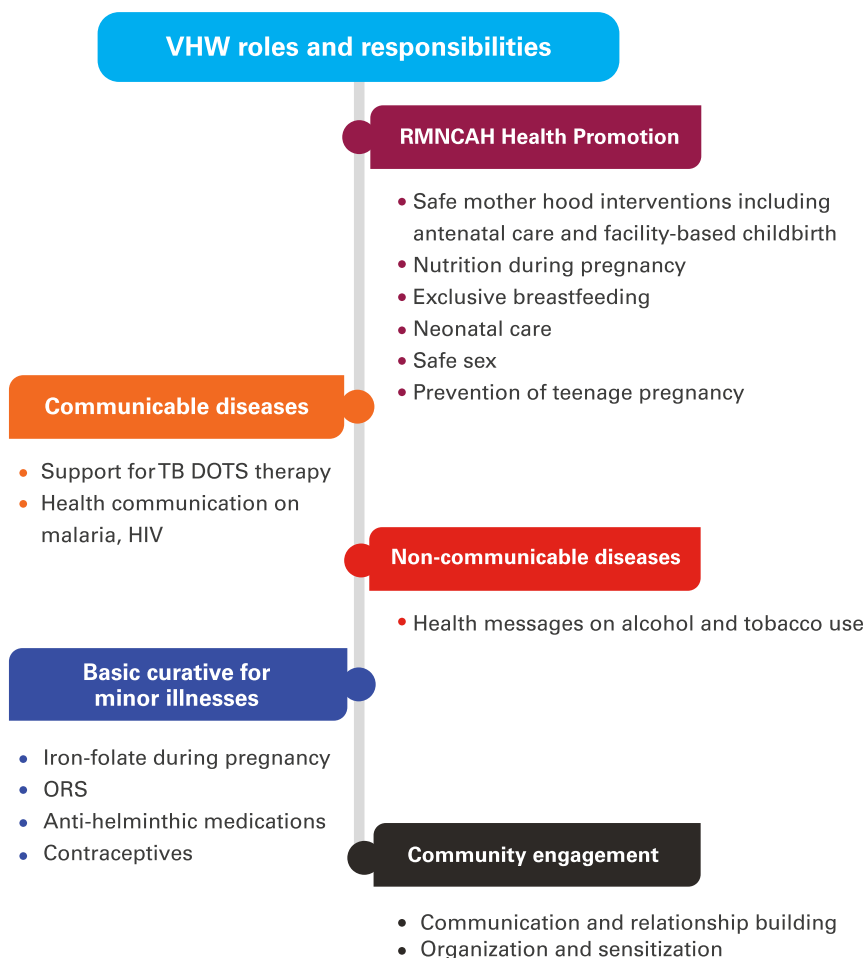 VHW roles and responsibilities
RMNCAH Health Promotion
• Safe mother hood interventions including
antenatal care and facility-based childbirth
• Nutrition during pregnancy
• Exclusive breastfeeding
• Neonatal care
• Safe sex
• Prevention of teenage pregnancy
Communicable diseases
• Support for TB DOTS therapy
• Health communication on
malaria, HIV
Non-communicable diseases
• Health messages on alcohol and tobacco use
Basic curative for
minor illnesses
• Iron-folate during pregnancy
• ORS
• Anti-helminthic medications
• Contraceptives
Community engagement
• Communication and relationship building
• Organization and sensitization